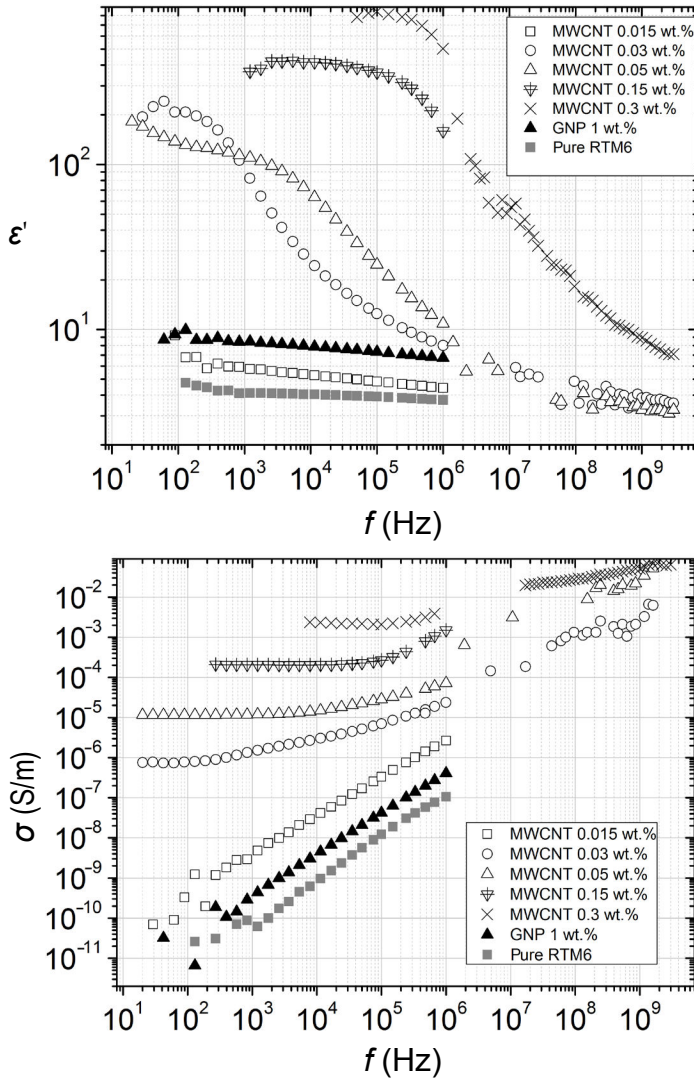 MWCNT 0.015 wt.%
MWCNT 0.03 wt.%
MWCNT 0.05 wt.%
MWCNT 0.15 wt.%
MWCNT 0.3 wt.%
GNP 1 wt.%
Pure RTM6
10²
10¹
ε'
10¹ 10² 10³ 10⁴ 10⁵ 10⁶ 10⁷ 10⁸ 10⁹
f (Hz)
10⁻²
10⁻³
10⁻⁴
10⁻⁵
10⁻⁶
10⁻⁷
10⁻⁸
10⁻⁹
10⁻¹⁰
10⁻¹¹
σ (S/m)
MWCNT 0.015 wt.%
MWCNT 0.03 wt.%
MWCNT 0.05 wt.%
MWCNT 0.15 wt.%
MWCNT 0.3 wt.%
GNP 1 wt.%
Pure RTM6
10¹ 10² 10³ 10⁴ 10⁵ 10⁶ 10⁷ 10⁸ 10⁹
f (Hz)